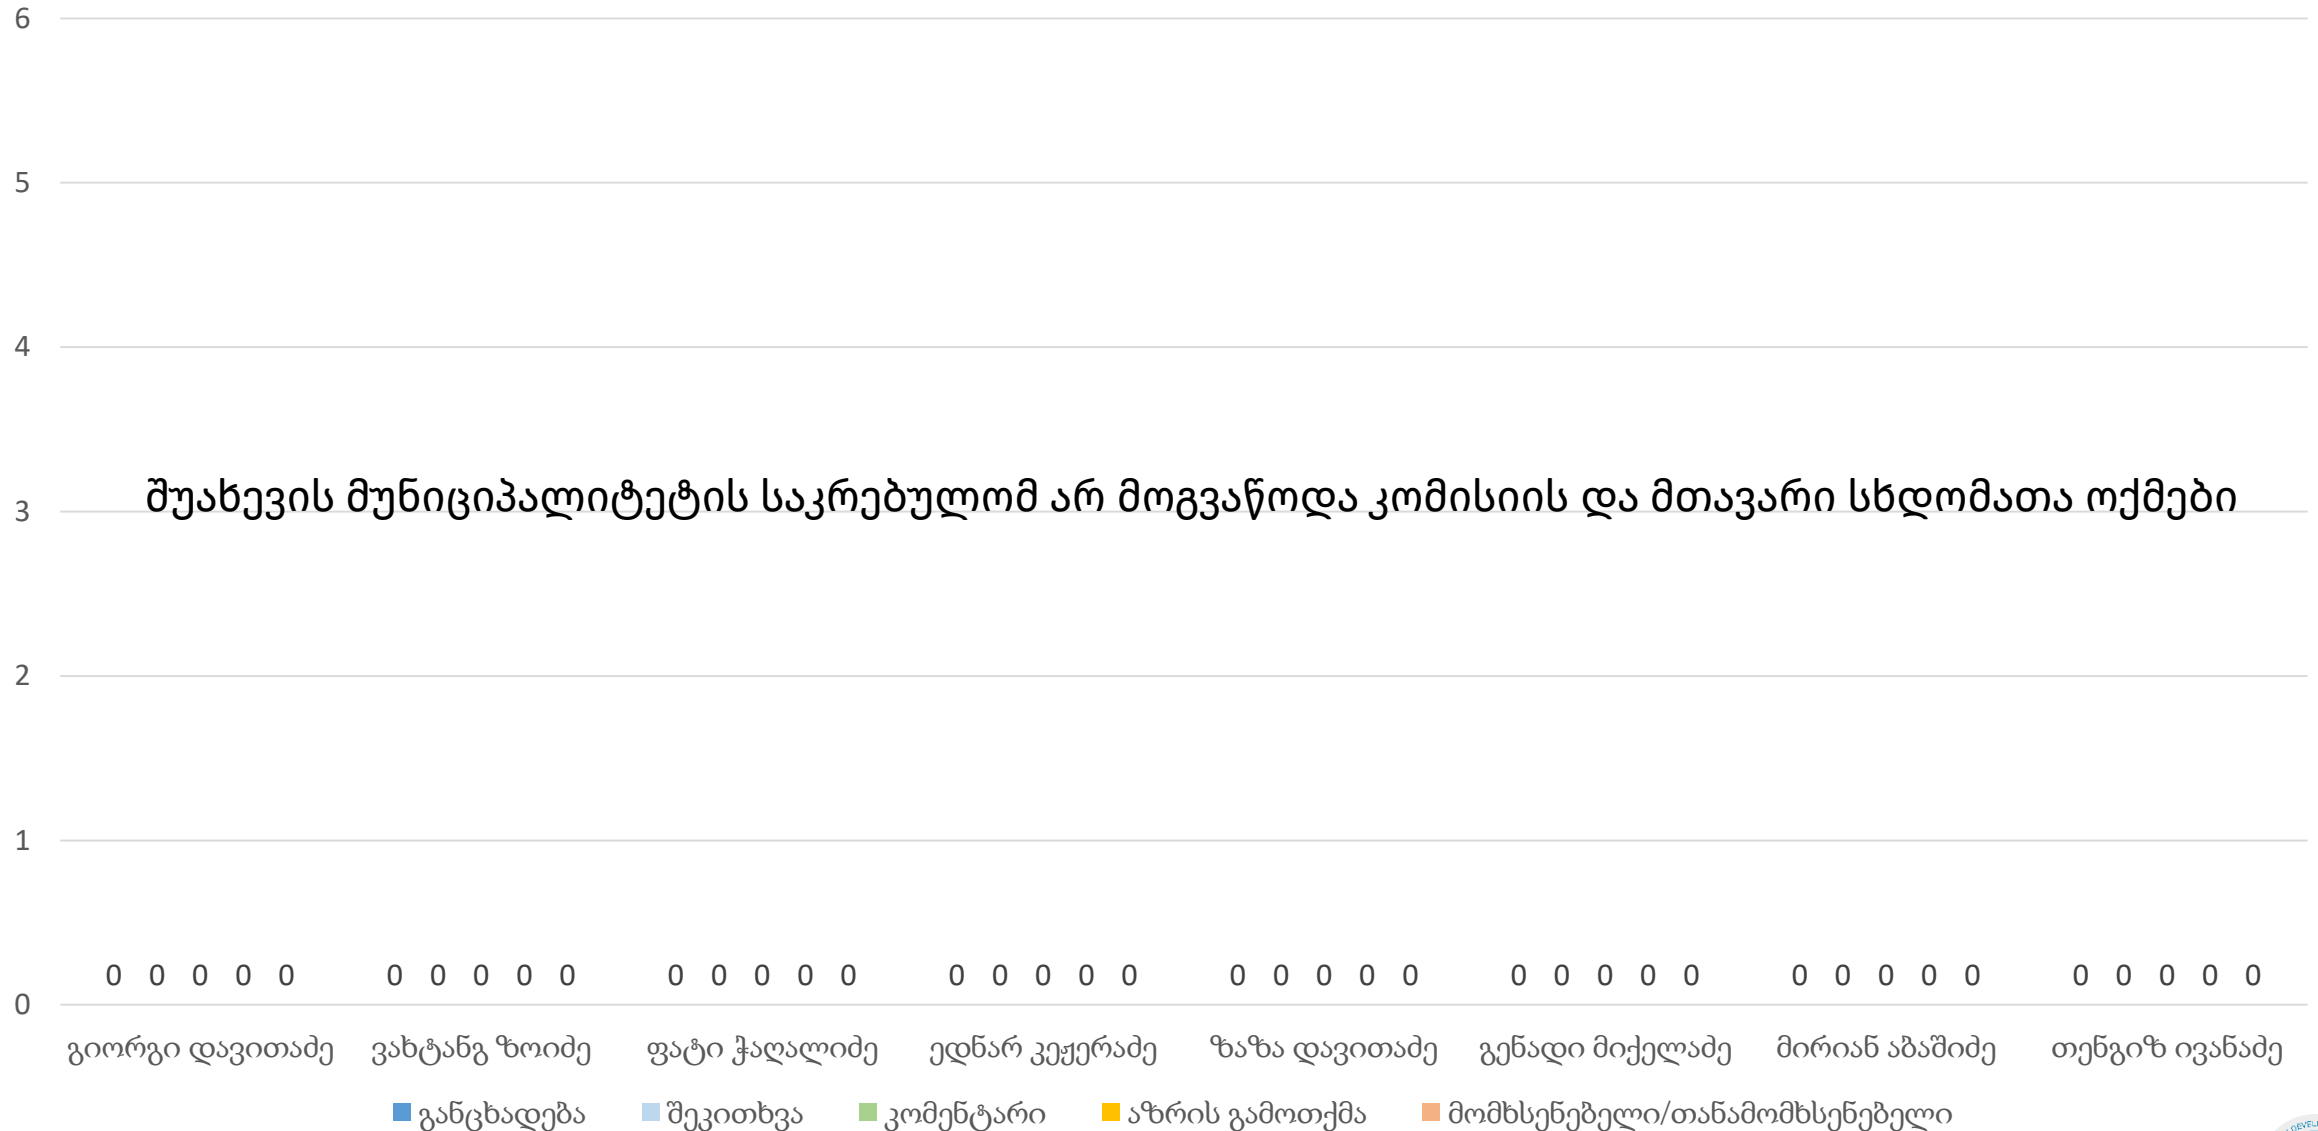 6
5
4
შუახევის მუნიციპალიტეტის საკრებულომ არ მოგვაწოდა კომისიის და მთავარი სხდომათა ოქმები
3
2
1
0 0 0 0 0 0 0 0 0 0 0 0 0 0 0 0 0 0 0 0 0 0 0 0 0 0 0 0 0 0 0 0 0 0 0 0 0 0 0 0
0
გიორგი დავითაძე ვახტანგ ზოიძე ფატი ჭაღალიძე ედნარ კეჟერაძე ზაზა დავითაძე გენადი მიქელაძე მირიან აბაშიძე თენგიზ ივანაძე
განცხადება შეკითხვა კომენტარი აზრის გამოთქმა მომხსენებელი/თანამომხსენებელი